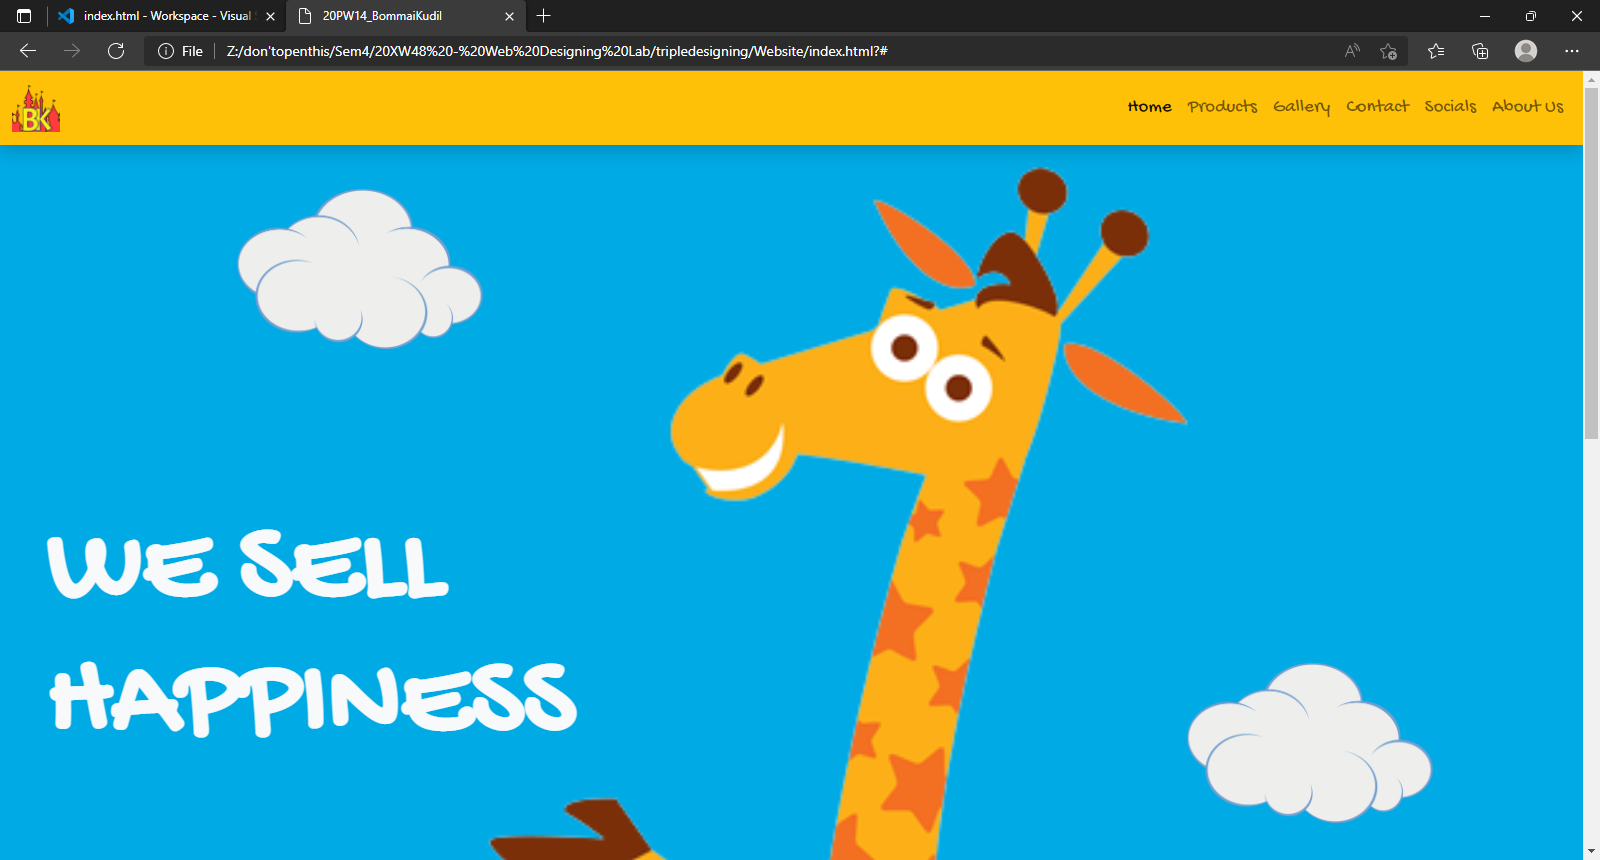 index.html - Workspace - Visual S
20PW14_BommaiKudil
File
Z:/don'topenthis/Sem4/20XW48%20-%20Web%20Designing%20Lab/tripledesigning/Website/index.html?#
BK
Home Products Gallery Contact Socials About Us
WE SELL
HAPPINESS